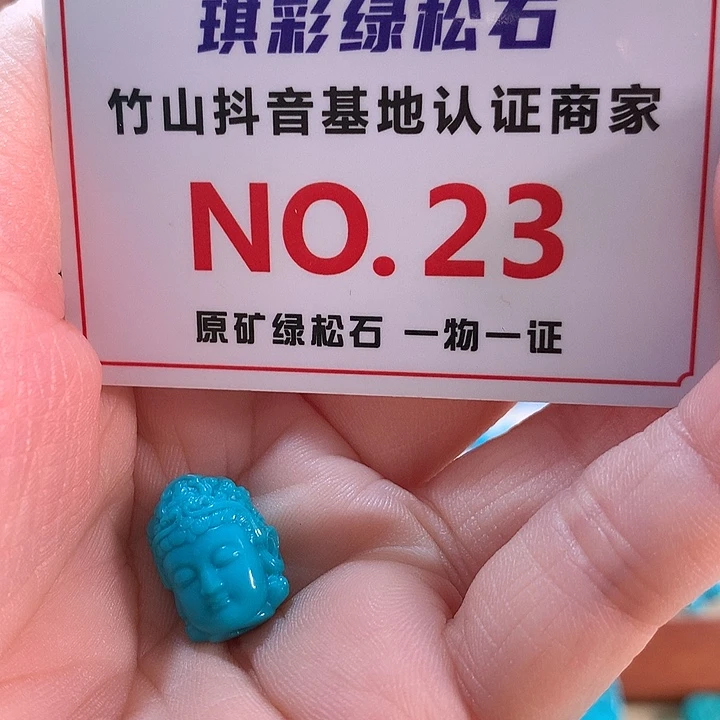 琪彩绿松石
竹山抖音基地认证商家
NO. 23
原矿绿松石 一物一证